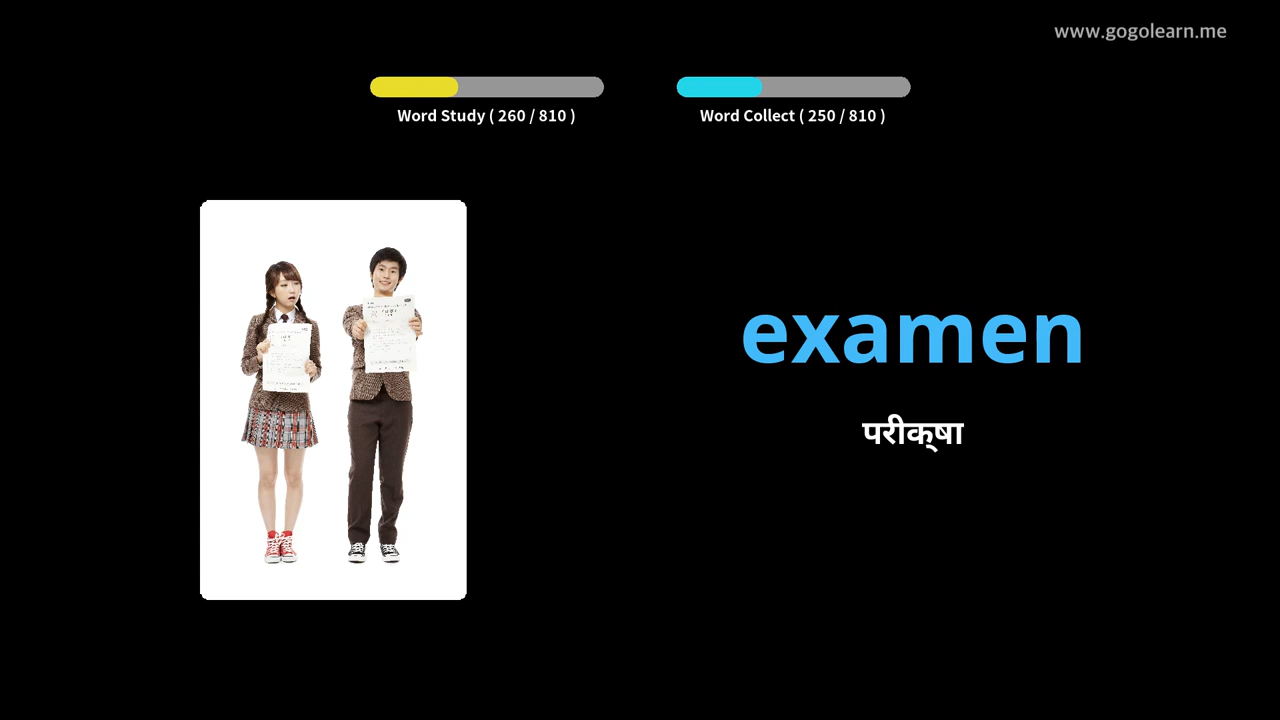 www.gogolearn.me
Word Study ( 260 / 810 )
Word Collect ( 250 / 810 )
examen
परीक्षा